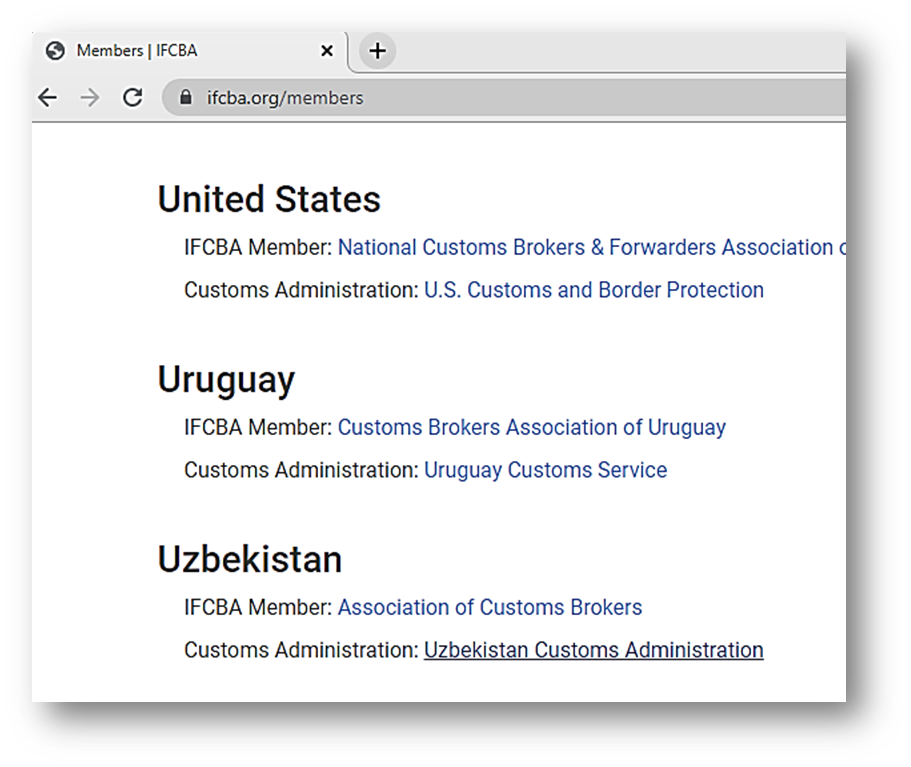 Members | IFCBA
ifcba.org/members
United States
IFCBA Member: National Customs Brokers & Forwarders Association
Customs Administration: U.S. Customs and Border Protection
Uruguay
IFCBA Member: Customs Brokers Association of Uruguay
Customs Administration: Uruguay Customs Service
Uzbekistan
IFCBA Member: Association of Customs Brokers
Customs Administration: Uzbekistan Customs Administration